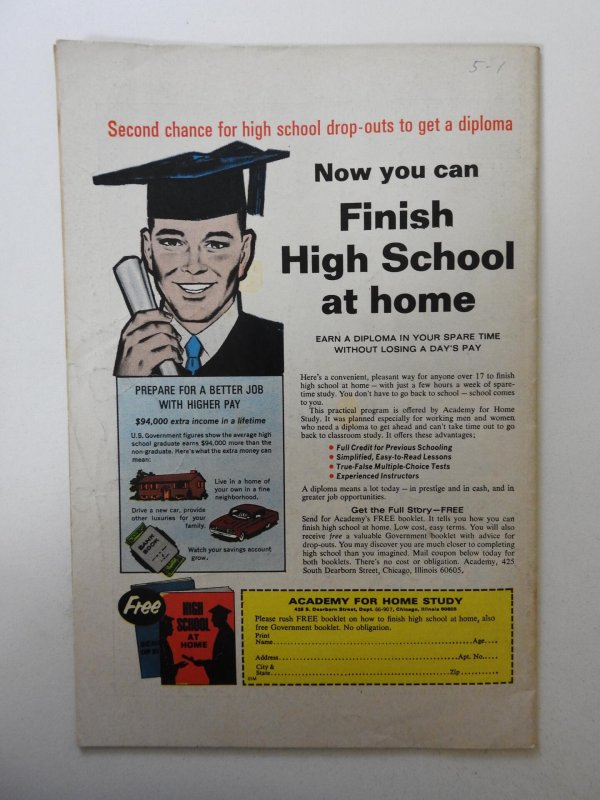 5-1
Second chance for high school drop-outs to get a diploma
Now you can
Finish
High School
at home
EARN A DIPLOMA IN YOUR SPARE TIME
WITHOUT LOSING A DAY'S PAY
Here's a convenient, pleasant way for anyone over 17 to finish
high school at home — with just a few hours a week of spare-
time study. You don't have to go back to school — school comes
to you.
This practical program is offered by Academy for Home
Study. It was planned especially for working men and women
who need a diploma to get ahead and can't take time out to go
back to classroom study. It offers these advantages;
• Full Credit for Previous Schooling
• Simplified, Easy-to-Read Lessons
• True-False Multiple-Choice Tests
• Experienced Instructors
A diploma means a lot today — in prestige and in cash, and in
greater job opportunities.
Get the Full Story—FREE
Send for Academy's FREE booklet. It tells you how you can
finish high school at home. Low cost, easy terms. You will also
receive free a valuable Government booklet with advice for
drop-outs. You may discover you are much closer to completing
high school than you imagined. Mail coupon below today for
both booklets. There's no cost or obligation. Academy, 425
South Dearborn Street, Chicago, Illinois 60605.
PREPARE FOR A BETTER JOB
WITH HIGHER PAY
$94,000 extra income in a lifetime
U.S. Government figures show the average high
school graduate earns $94,000 more than the
non-graduate. Here's what the extra money can
mean:
Live in a home of
your own in a fine
neighborhood.
Drive a new car, provide
other luxuries for your
family.
BANK
BOOK
Watch your savings account
grow.
Free
HIGH
SCHOOL
AT
HOME
ACADEMY FOR HOME STUDY
425 S. Dearborn Street, Dept. 66-907, Chicago, Illinois 60605
Please rush FREE booklet on how to finish high school at home, also
free Government booklet. No obligation.
Print
Name Age
Address Apt. No.
City &
State Zip